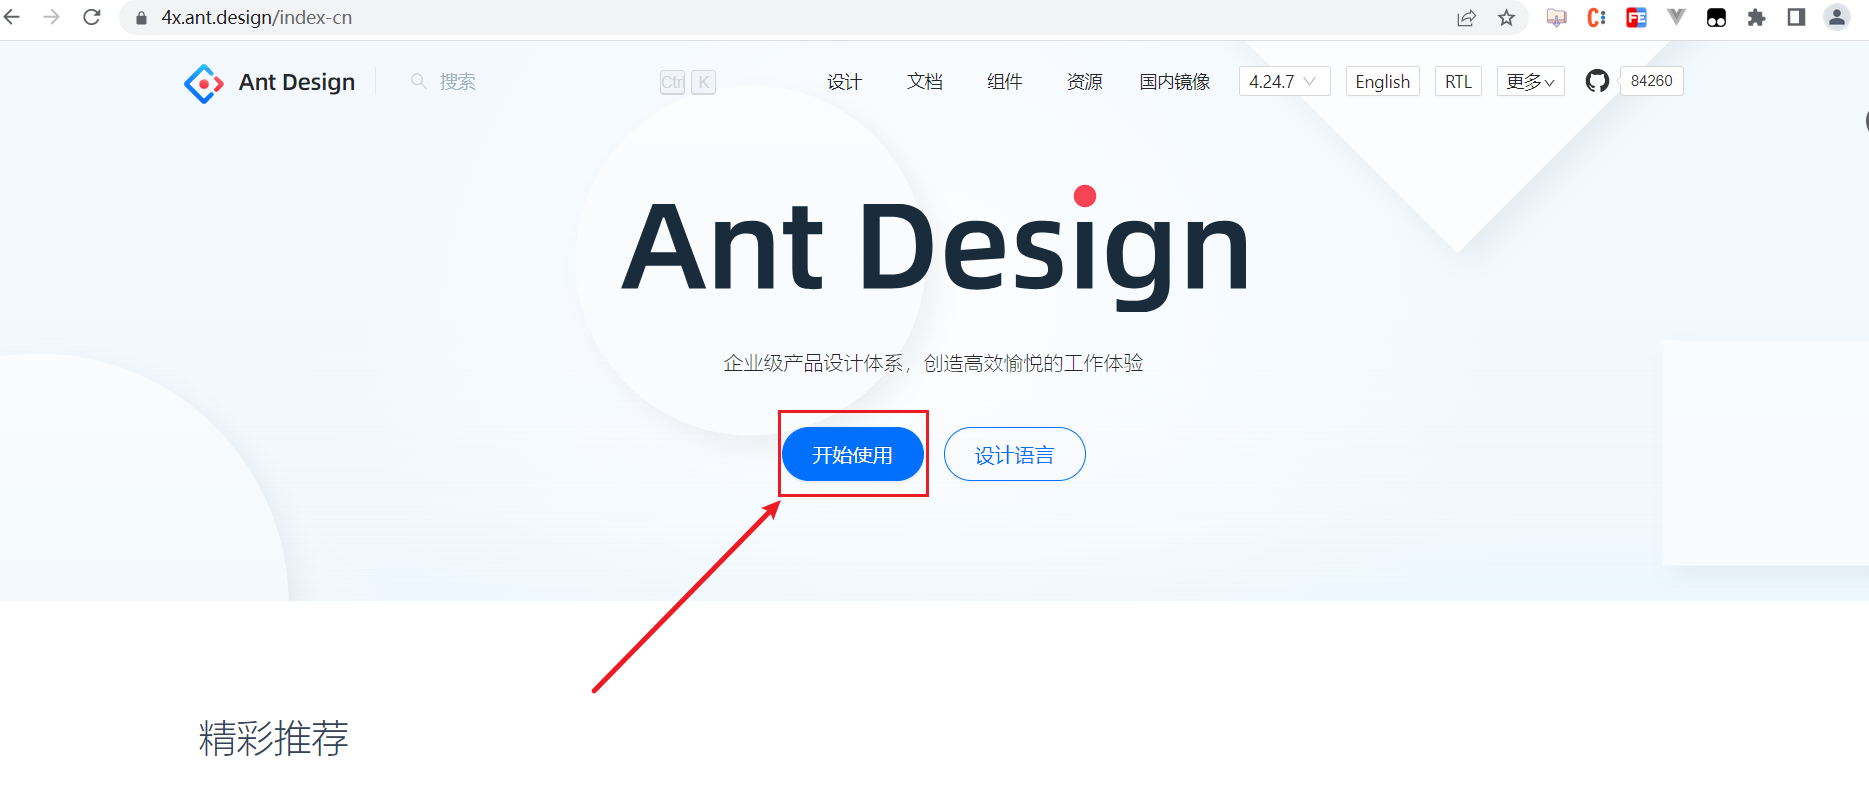 4x.ant.design/index-cn
Ant Design
搜索
Ctrl K
设计 文档 组件 资源 国内镜像 4.24.7 English RTL 更多 84260
Ant Design
企业级产品设计体系，创造高效愉悦的工作体验
开始使用 设计语言
精彩推荐